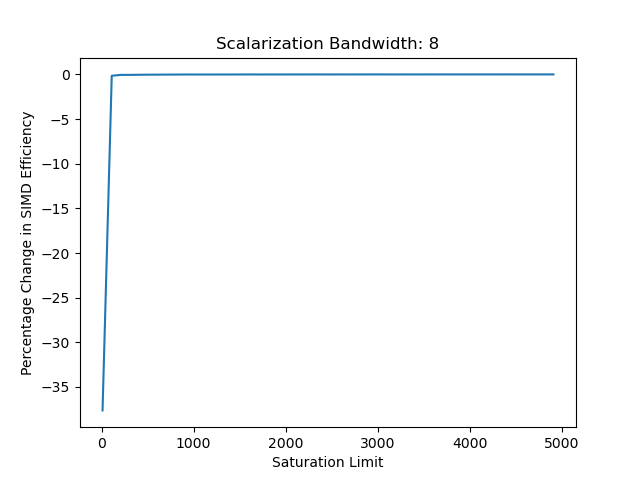 Scalarization Bandwidth: 8
Percentage Change in SIMD Efficiency
0
−5
−10
−15
−20
−25
−30
−35
0 1000 2000 3000 4000 5000
Saturation Limit